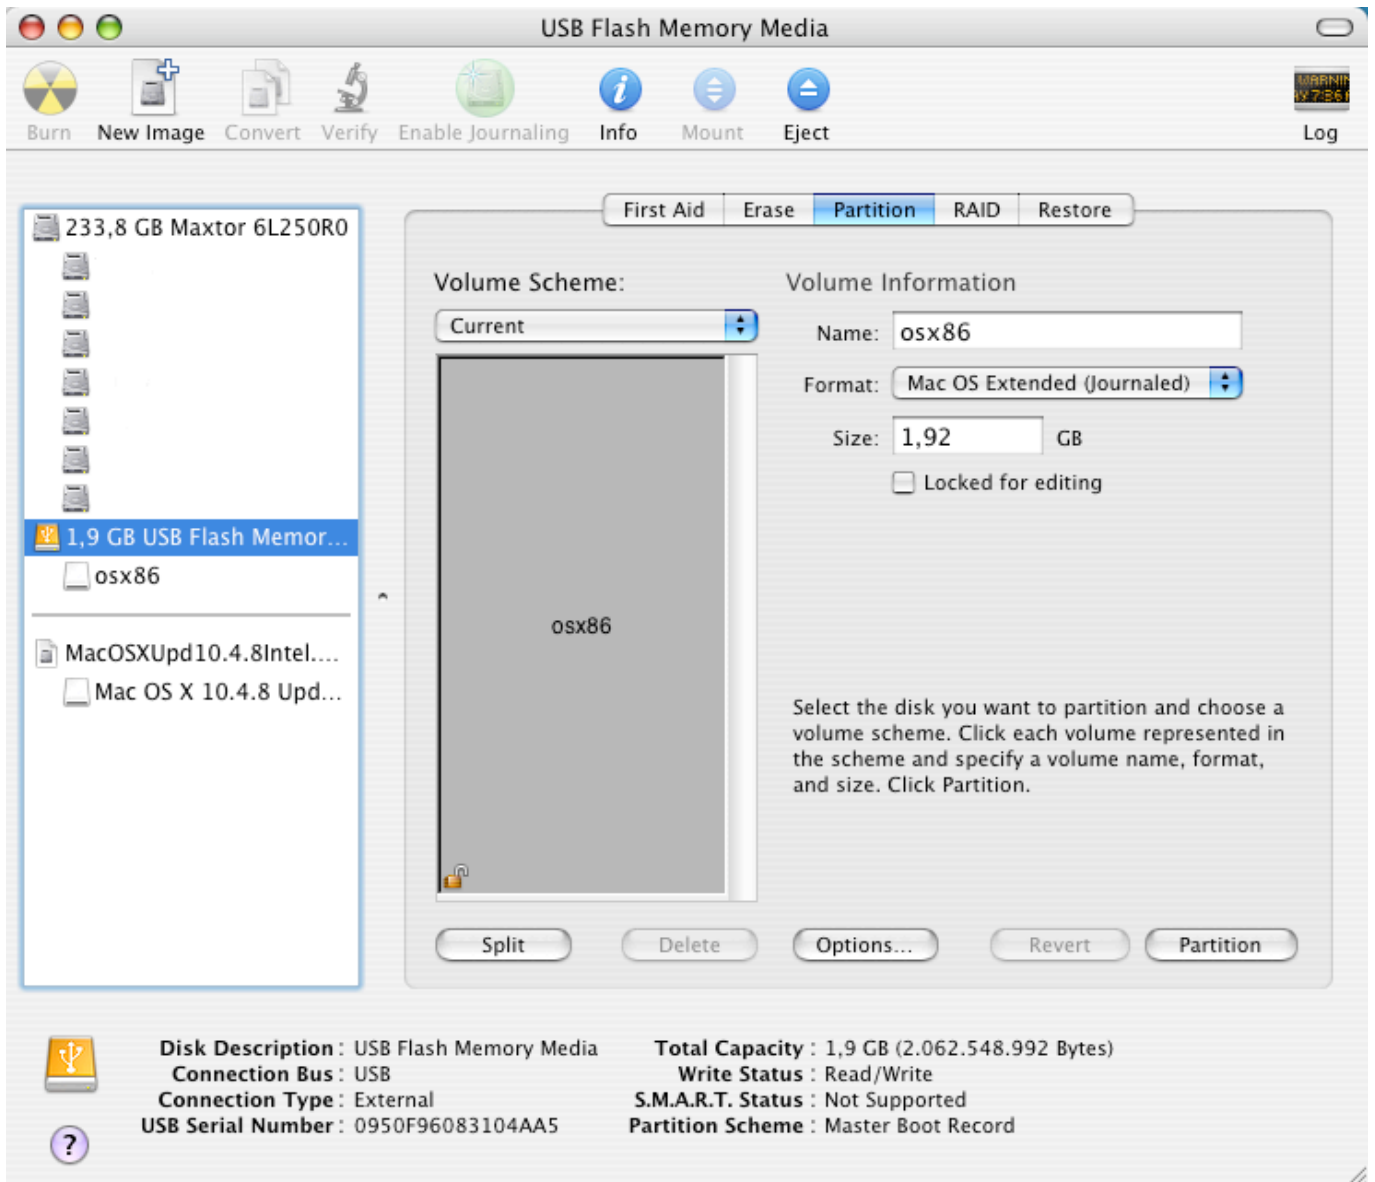 USB Flash Memory Media
Burn New Image Convert Verify Enable Journaling Info Mount Eject Log
First Aid Erase Partition RAID Restore
233,8 GB Maxtor 6L250R0
1,9 GB USB Flash Memor...
osx86
MacOSXUpd10.4.8Intel....
Mac OS X 10.4.8 Upd...
Volume Scheme:
Current
osx86
Volume Information
Name: osx86
Format: Mac OS Extended (Journaled)
Size: 1,92 GB
Locked for editing
Select the disk you want to partition and choose a
volume scheme. Click each volume represented in
the scheme and specify a volume name, format,
and size. Click Partition.
Split Delete Options... Revert Partition
Disk Description : USB Flash Memory Media
Connection Bus : USB
Connection Type : External
USB Serial Number : 0950F96083104AA5
Total Capacity : 1,9 GB (2.062.548.992 Bytes)
Write Status : Read/Write
S.M.A.R.T. Status : Not Supported
Partition Scheme : Master Boot Record
?